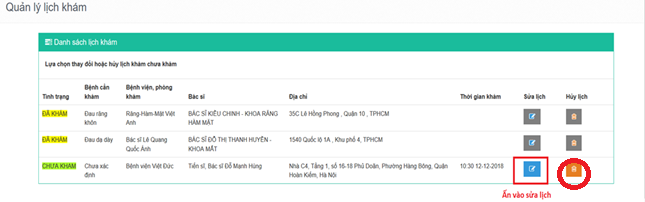 Quản lý lịch khám
Danh sách lịch khám
Lựa chọn thay đổi hoặc hủy lịch khám chưa khám
Tình trạng Bệnh cần khám Bệnh viện, phòng khám Bác sĩ Địa chỉ Thời gian khám Sửa lịch Hủy lịch
ĐÃ KHÁM Đau răng khôn Răng-Hàm-Mặt Việt Anh BÁC SĨ KIỀU CHINH - KHOA RĂNG HÀM MẶT 35C Lê Hồng Phong , Quận 10 , TPHCM
ĐÃ KHÁM Đau dạ dày Bác sĩ Lê Quang Quốc Ánh BÁC SĨ ĐỖ THỊ THANH HUYỀN - KHOA MẮT 1540 Quốc lộ 1A , Khu phố 4, TPHCM
CHƯA KHÁM Chưa xác định Bệnh viện Việt Đức Tiến sĩ, Bác sĩ Đỗ Mạnh Hùng Nhà C4, Tầng 1, số 16-18 Phủ Doãn, Phường Hàng Bông, Quận Hoàn Kiếm, Hà Nôi 10:30 12-12-2018
Ấn vào sửa lịch